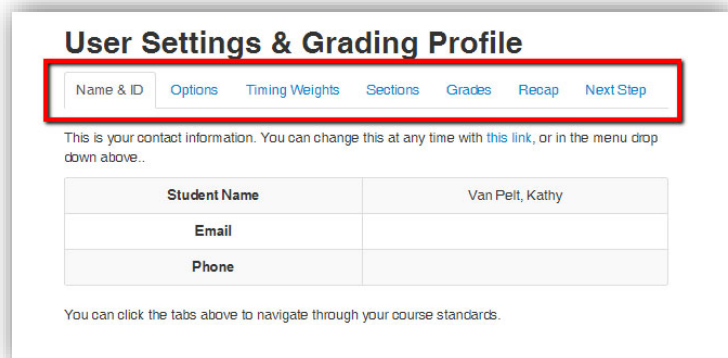 User Settings & Grading Profile
Name & ID Options Timing Weights Sections Grades Recap Next Step
This is your contact information. You can change this at any time with this link, or in the menu drop
down above..
Student Name Van Pelt, Kathy
Email
Phone
You can click the tabs above to navigate through your course standards.